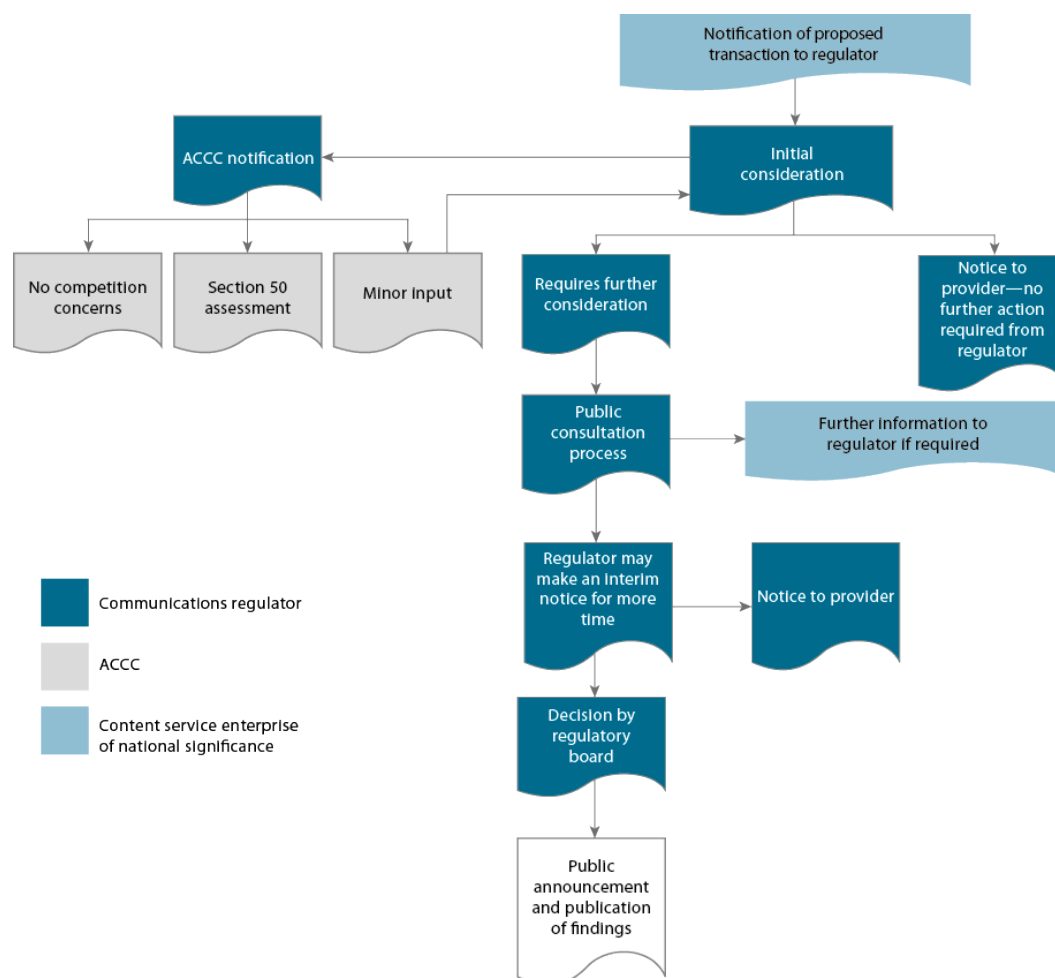 Notification of proposed
transaction to regulator
ACCC notification
Initial
consideration
No competition
concerns
Section 50
assessment
Minor input
Requires further
consideration
Notice to
provider—no
further action
required from
regulator
Public
consultation
process
Further information to
regulator if required
Regulator may
make an interim
notice for more
time
Notice to provider
Communications regulator
ACCC
Content service enterprise
of national significance
Decision by
regulatory
board
Public
announcement
and publication
of findings